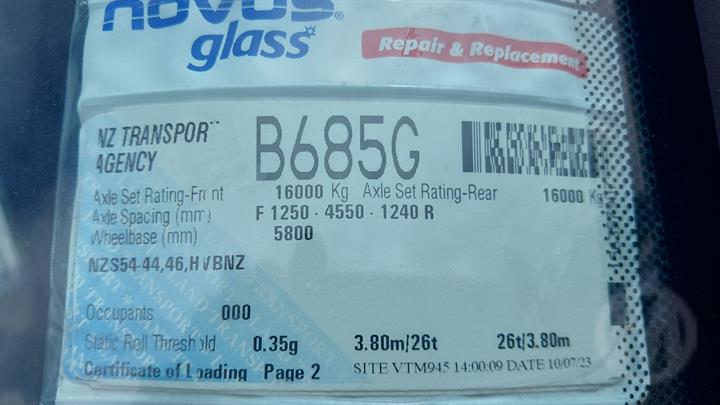 novus®
glass
Repair & Replacement
NZ TRANSPORT
AGENCY
B685G
Axle Set Rating-Front 16000 Kg Axle Set Rating-Rear 16000 Kg
Axle Spacing (mm) F 1250 - 4550 - 1240 R
Wheelbase (mm) 5800
NZS54-44,46,HVBNZ
Occupants 000
Static Roll Threshold 0.35g 3.80m/26t 26t/3.80m
Certificate of Loading Page 2 SITE VTM945 14:00:09 DATE 10/07/23